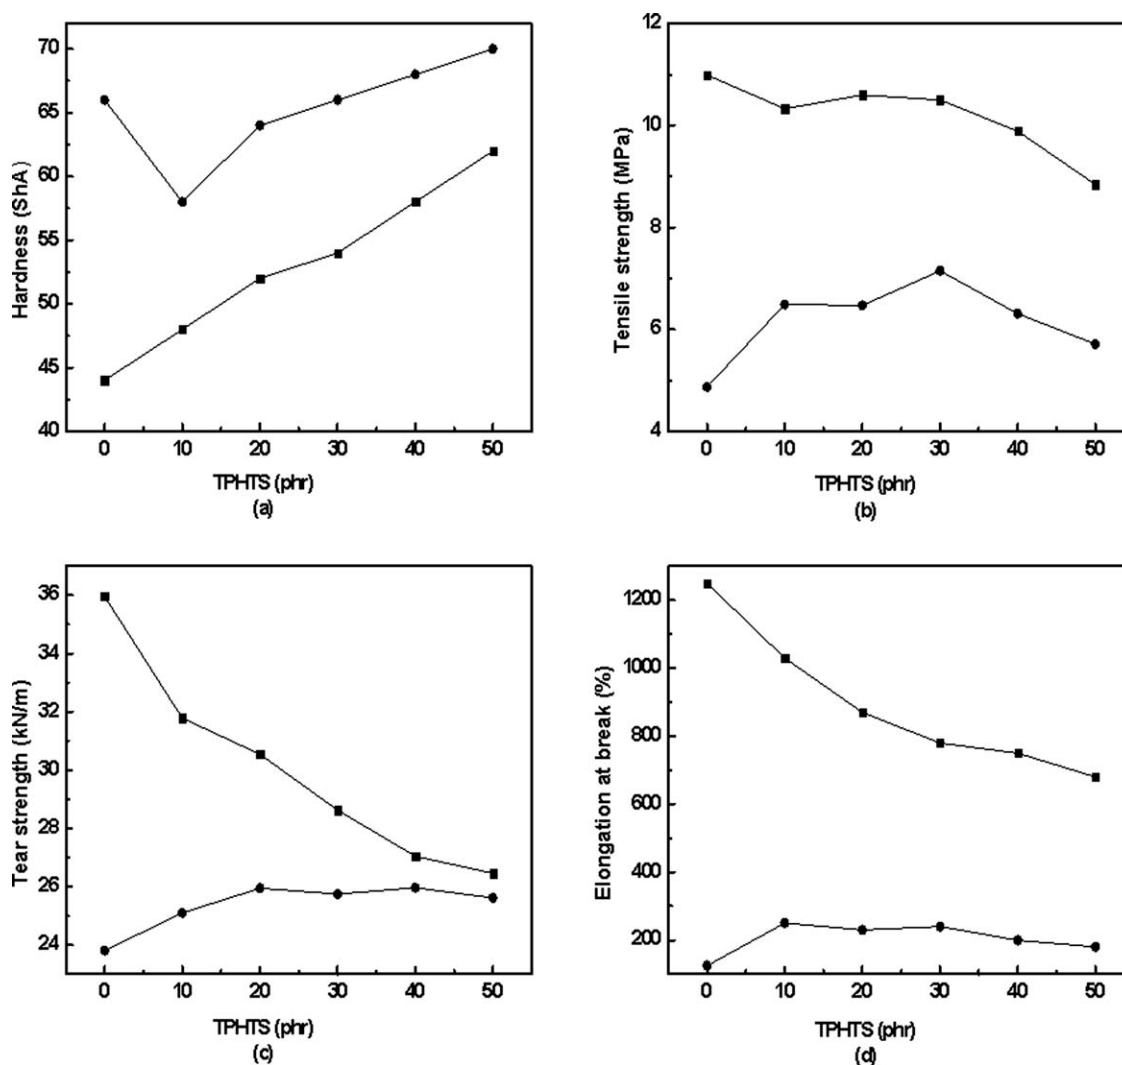 Hardness (ShA)
70
65
60
55
50
45
40
0 10 20 30 40 50
TPHTS (phr)
(a)
Tensile strength (MPa)
12
10
8
6
4
0 10 20 30 40 50
TPHTS (phr)
(b)
Tear strength (kN/m)
36
34
32
30
28
26
24
0 10 20 30 40 50
TPHTS (phr)
(c)
Elongation at break (%)
1200
1000
800
600
400
200
0 10 20 30 40 50
TPHTS (phr)
(d)